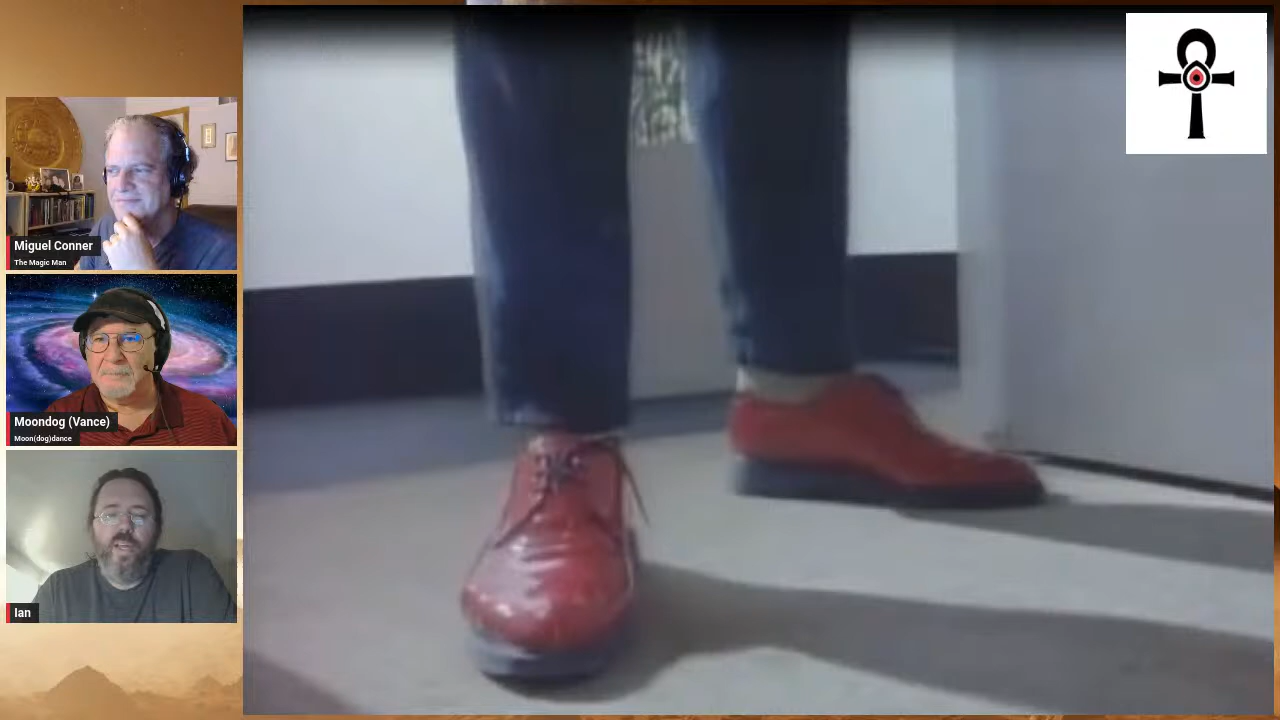 Miguel Conner
The Magic Man
Moondog (Vance)
Moon(dog)dance
Ian